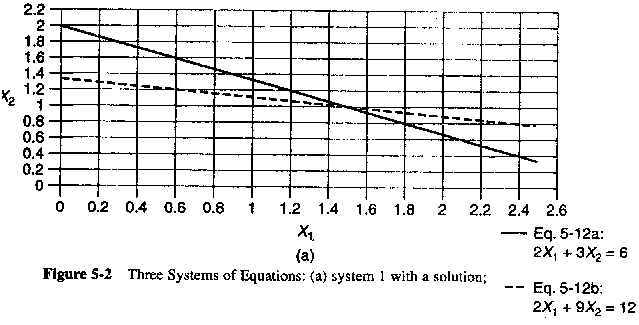 2.2
2
1.8
1.6
1.4
1.2
1
0.8
0.6
0.4
0.2
0
X₂
0 0.2 0.4 0.6 0.8 1 1.2 1.4 1.6 1.8 2 2.2 2.4 2.6
X₁
(a)
Eq. 5-12a:
2X₁ + 3X₂ = 6
Figure 5-2 Three Systems of Equations: (a) system 1 with a solution;
Eq. 5-12b:
2X₁ + 9X₂ = 12